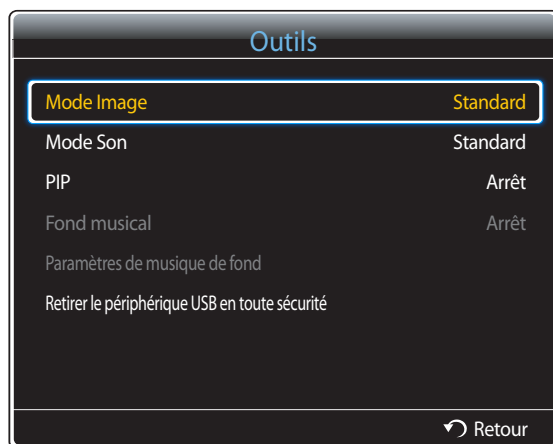 Outils
Mode Image Standard
Mode Son Standard
PIP Arrêt
Fond musical Arrêt
Paramètres de musique de fond
Retirer le périphérique USB en toute sécurité
Retour